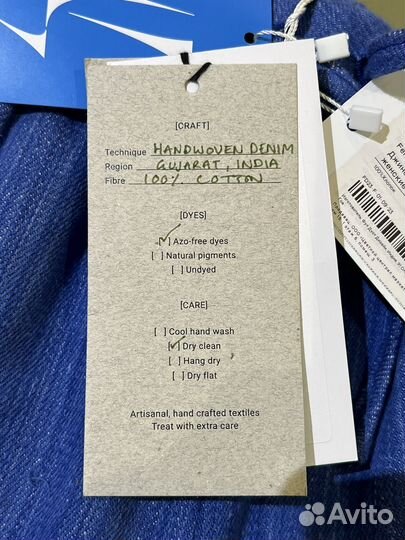 [CRAFT]
Technique HANDWOVEN DENIM
Region GUJARAT, INDIA
Fibre 100% COTTON
[DYES]
[✓] Azo-free dyes
[ ] Natural pigments
[ ] Undyed
[CARE]
[ ] Cool hand wash
[✓] Dry clean
[ ] Hang dry
[ ] Dry flat
Artisanal, hand crafted textiles
Treat with extra care
женские
Avito